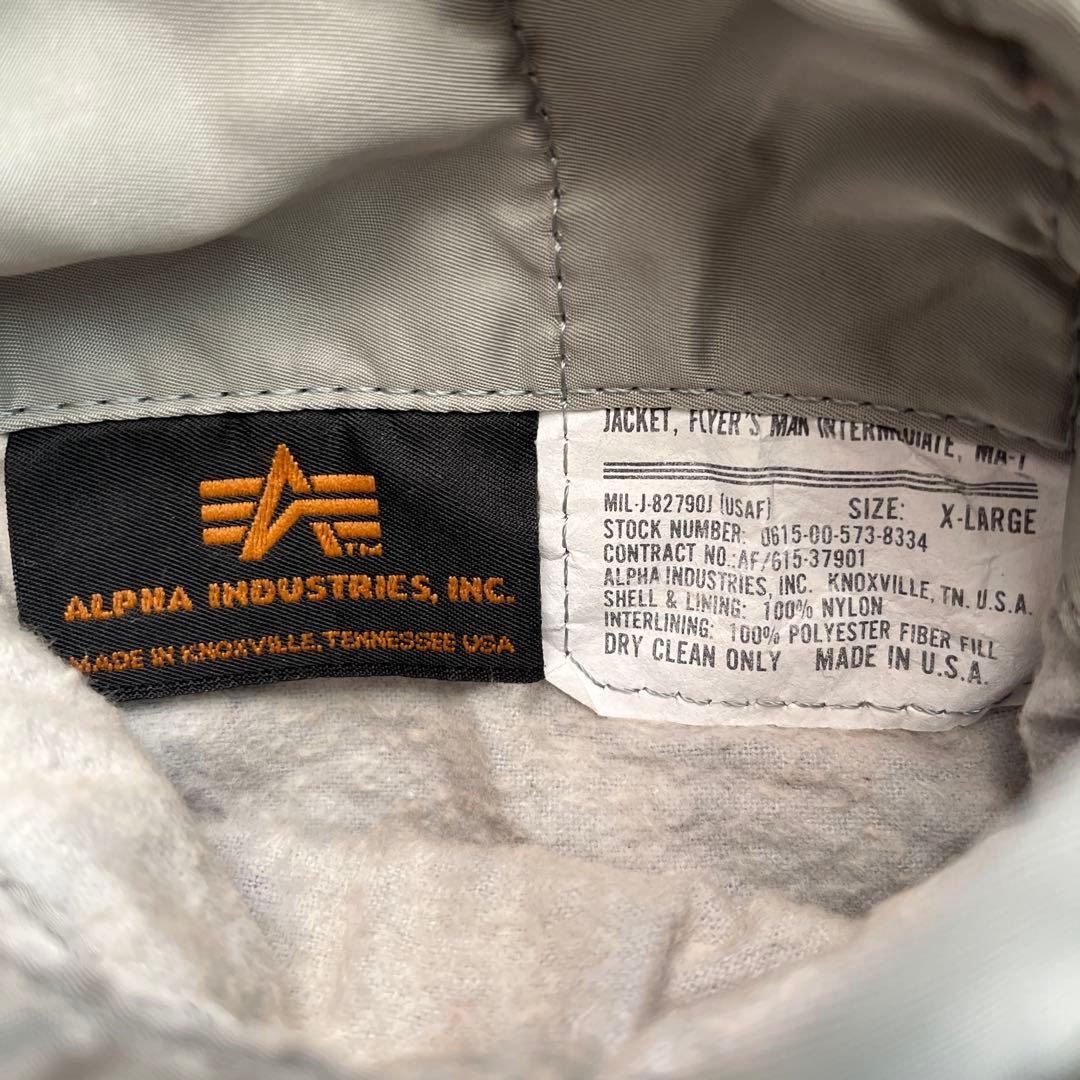 TM
ALPHA INDUSTRIES, INC.
MADE IN KNOXVILLE, TENNESSEE USA
JACKET, FLYER'S MAN INTERMEDIATE, MA-1
MIL-J-82790J (USAF) SIZE: X-LARGE
STOCK NUMBER: 0615-00-573-8334
CONTRACT NO.:AF/615-37901
ALPHA INDUSTRIES, INC. KNOXVILLE, TN. U.S.A.
SHELL & LINING: 100% NYLON
INTERLINING: 100% POLYESTER FIBER FILL
DRY CLEAN ONLY MADE IN U.S.A.